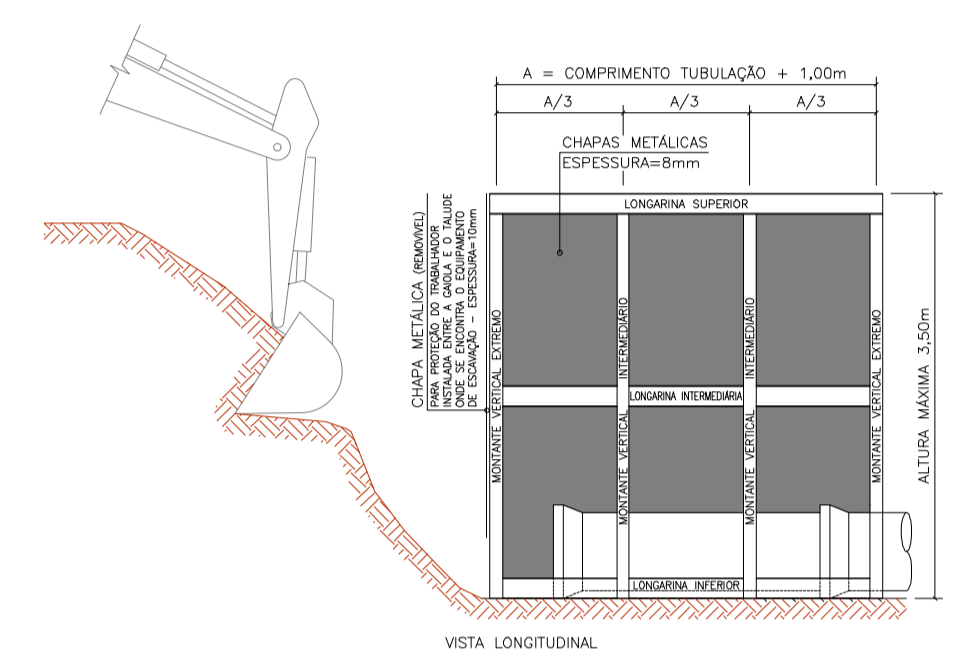 A = COMPRIMENTO TUBULAÇÃO + 1,00m
A/3
A/3
A/3
CHAPAS METÁLICAS
ESPESSURA=8mm
LONGARINA SUPERIOR
CHAPA METÁLICA (REMOVÍVEL)
PARA PROTEÇÃO DO TRABALHADOR
INSTALADA ENTRE A GAIOLA E O TALUDE
ONDE SE ENCONTRA O EQUIPAMENTO
DE ESCAVAÇÃO - ESPESSURA=10mm
MONTANTE VERTICAL EXTREMO
MONTANTE VERTICAL INTERMEDIÁRIO
MONTANTE VERTICAL INTERMEDIÁRIO
MONTANTE VERTICAL EXTREMO
LONGARINA INTERMEDIÁRIA
ALTURA MÁXIMA 3,50m
LONGARINA INFERIOR
VISTA LONGITUDINAL